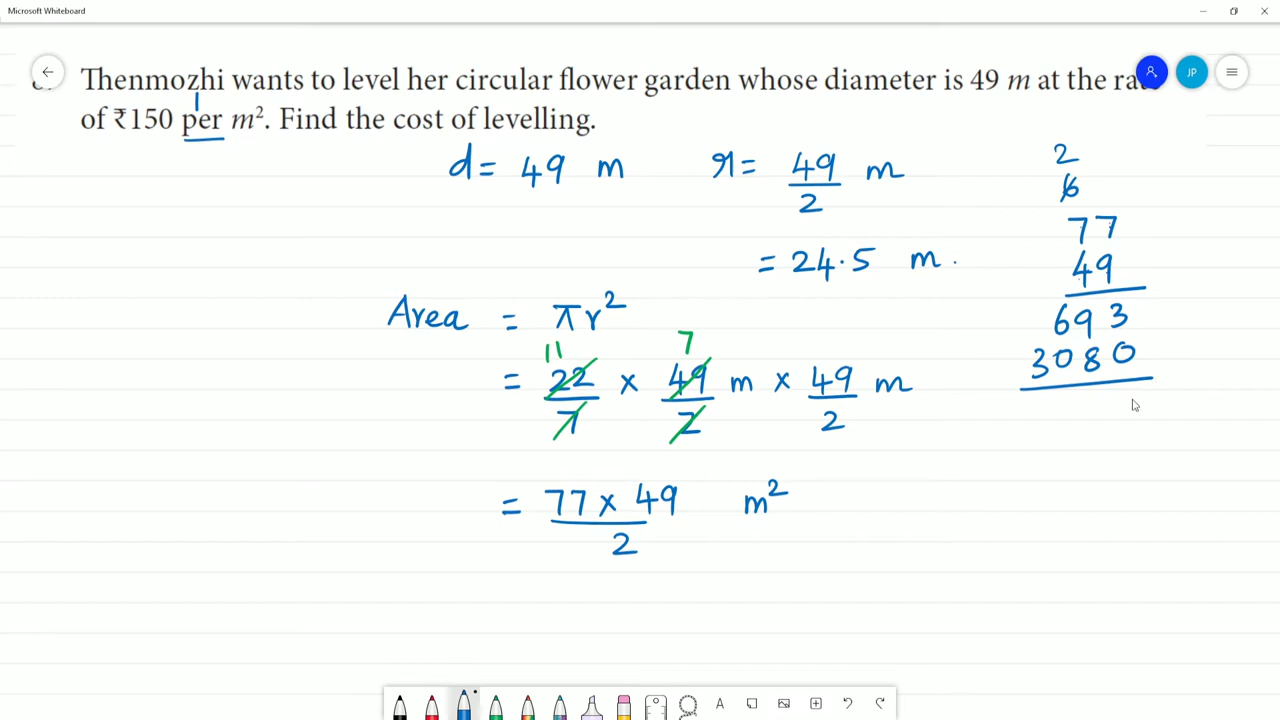 Microsoft Whiteboard
Thenmozhi wants to level her circular flower garden whose diameter is 49 m at the
of ₹150 per m². Find the cost of levelling.
JP
d = 49 m
r = 49/2 m
= 24.5 m.
Area = πr²
11 7
= 22/7 × 49/2 m × 49/2 m
= 77 × 49 / 2 m²
2
6
77
49
693
3080
A